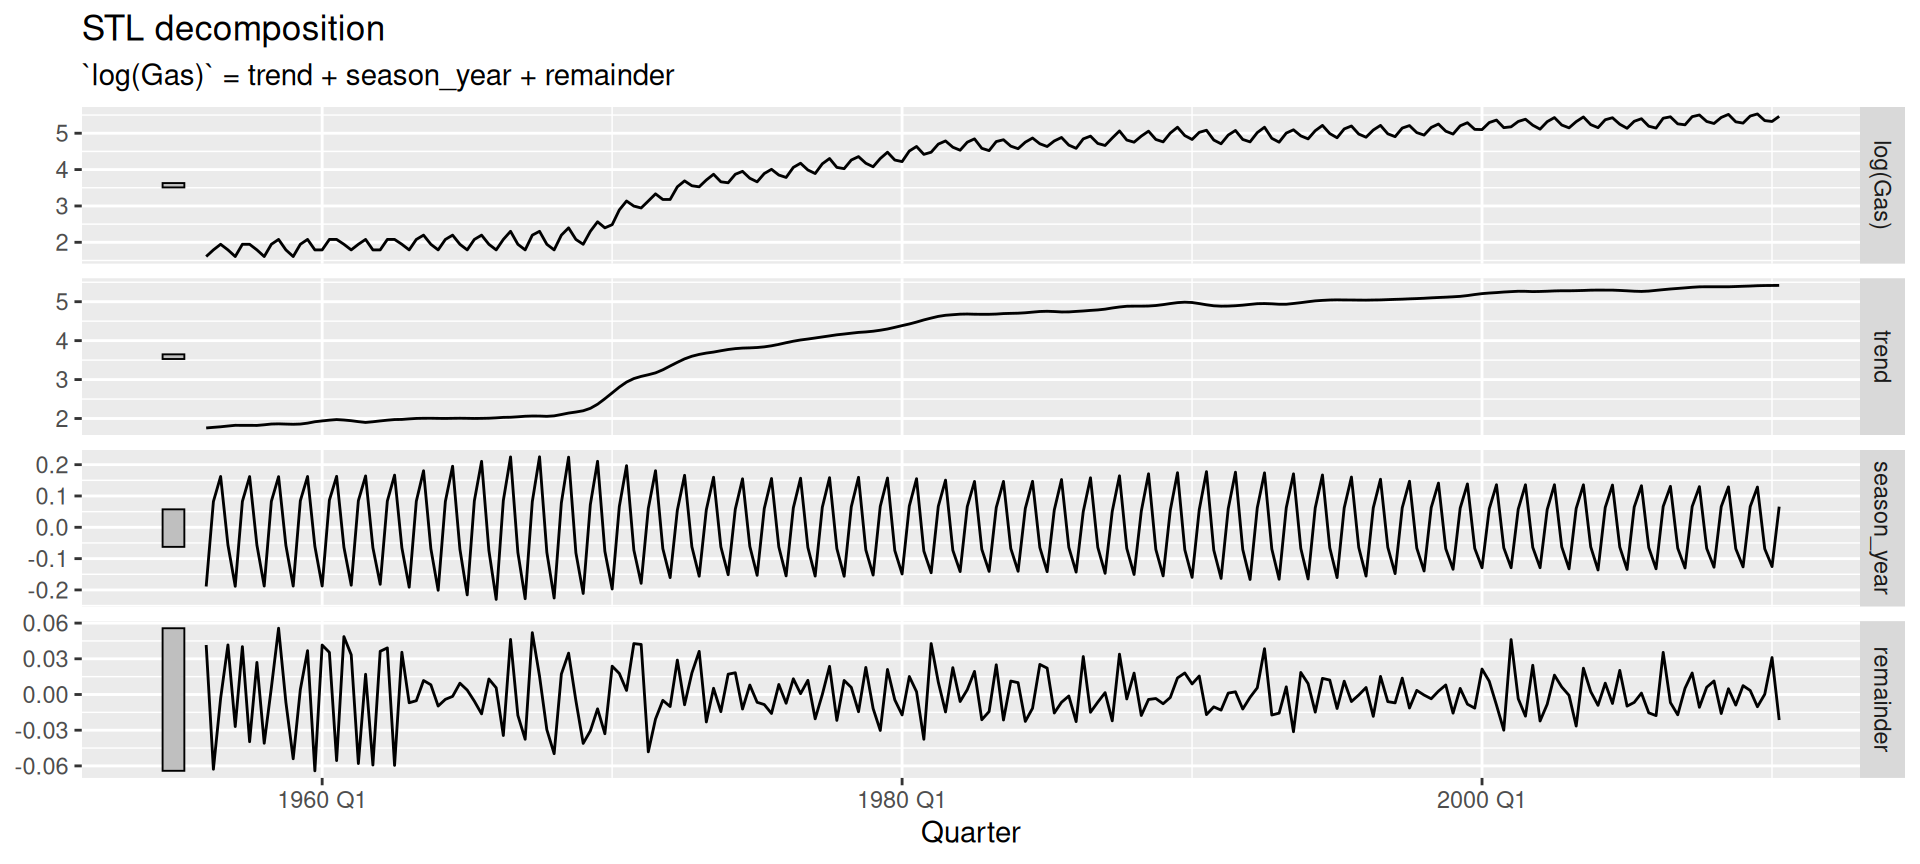 STL decomposition
`log(Gas)` = trend + season_year + remainder
5
4
3
2
log(Gas)
5
4
3
2
trend
0.2
0.1
0.0
-0.1
-0.2
season_year
0.06
0.03
0.00
-0.03
-0.06
remainder
1960 Q1 1980 Q1 2000 Q1
Quarter